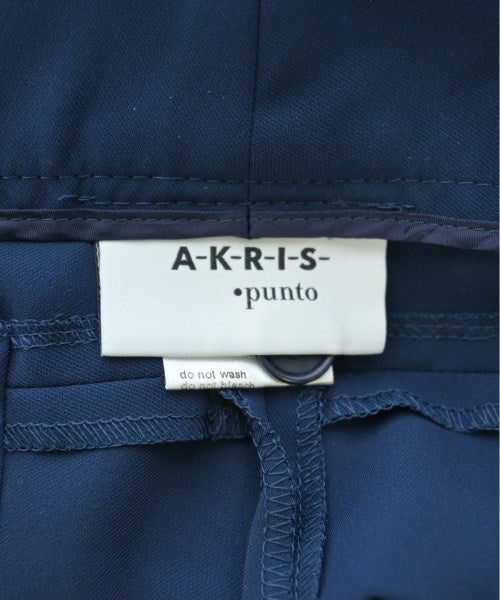 A-K-R-I-S-
•punto
do not wash
do not bleach